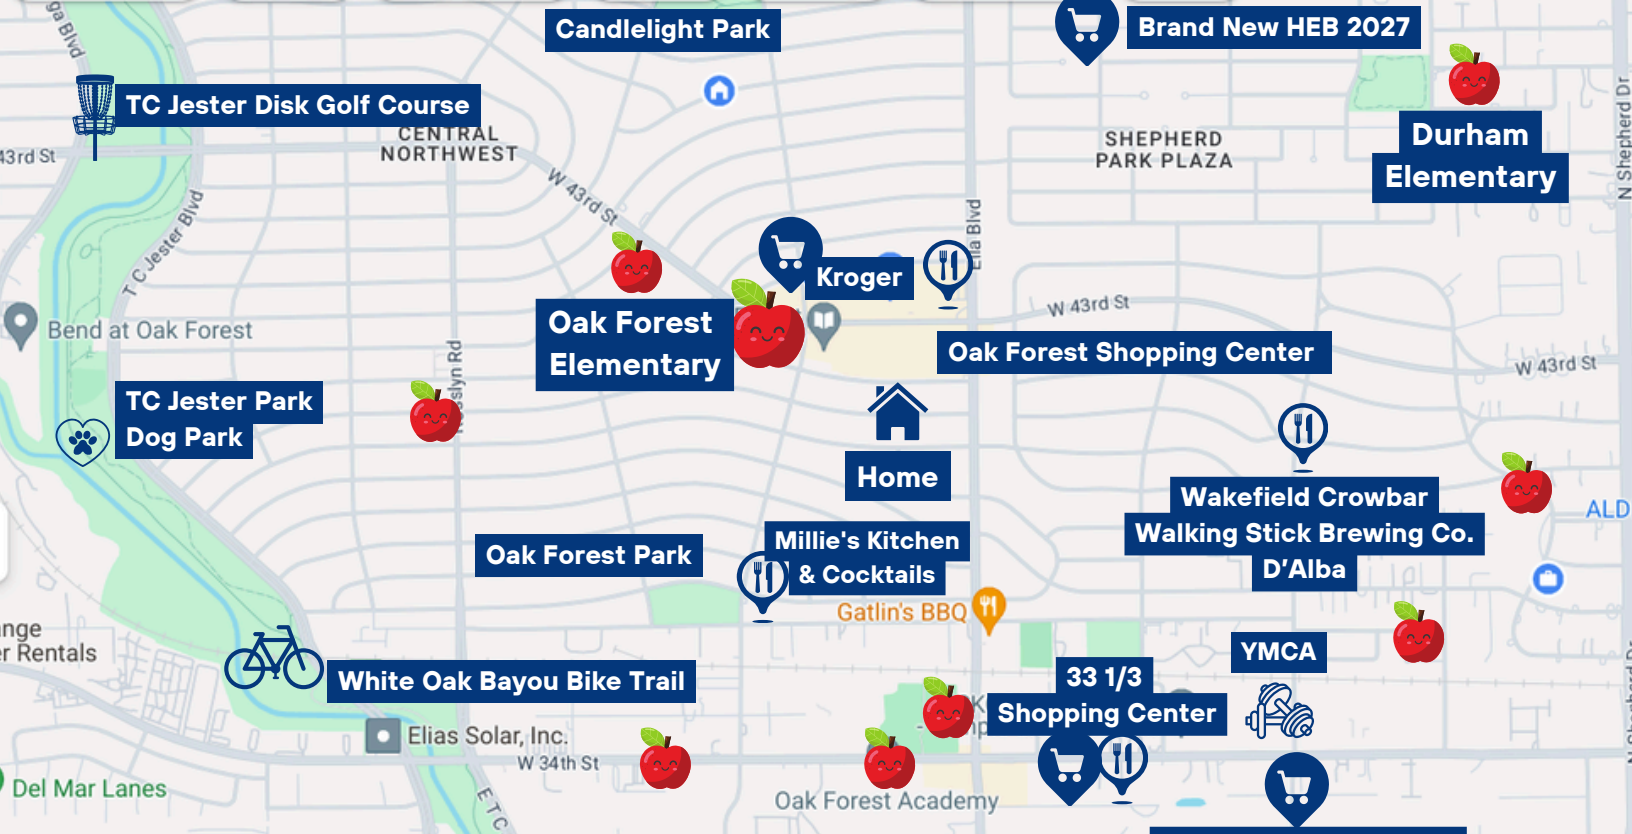 Candlelight Park
Brand New HEB 2027
TC Jester Disk Golf Course
CENTRAL
NORTHWEST
43rd St
SHEPHERD
PARK PLAZA
Durham
Elementary
N Shepherd Dr
W 43rd St
T C Jester Blvd
Ella Blvd
Kroger
W 43rd St
Oak Forest
Elementary
Bend at Oak Forest
Oak Forest Shopping Center
W 43rd St
TC Jester Park
Dog Park
Home
Wakefield Crowbar
Walking Stick Brewing Co.
D'Alba
ALD
Oak Forest Park
Millie's Kitchen
& Cocktails
Gatlin's BBQ
Rentals
YMCA
White Oak Bayou Bike Trail
33 1/3
Shopping Center
Elias Solar, Inc.
W 34th St
Del Mar Lanes
Oak Forest Academy
E T C